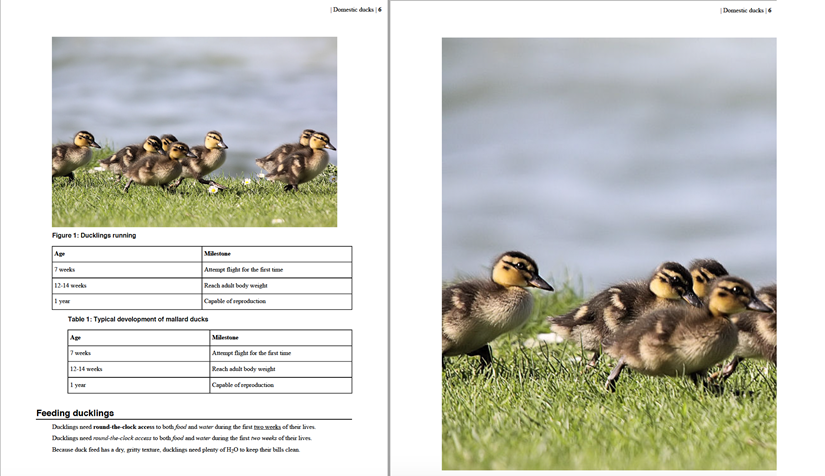 | Domestic ducks | 6
Figure 1: Ducklings running
Age Milestone
7 weeks Attempt flight for the first time
12-14 weeks Reach adult body weight
1 year Capable of reproduction
Table 1: Typical development of mallard ducks
Age Milestone
7 weeks Attempt flight for the first time
12-14 weeks Reach adult body weight
1 year Capable of reproduction
Feeding ducklings
Ducklings need round-the-clock access to both food and water during the first two weeks of their lives.
Ducklings need round-the-clock access to both food and water during the first two weeks of their lives.
Because duck feed has a dry, gritty texture, ducklings need plenty of H₂O to keep their bills clean.
| Domestic ducks | 6